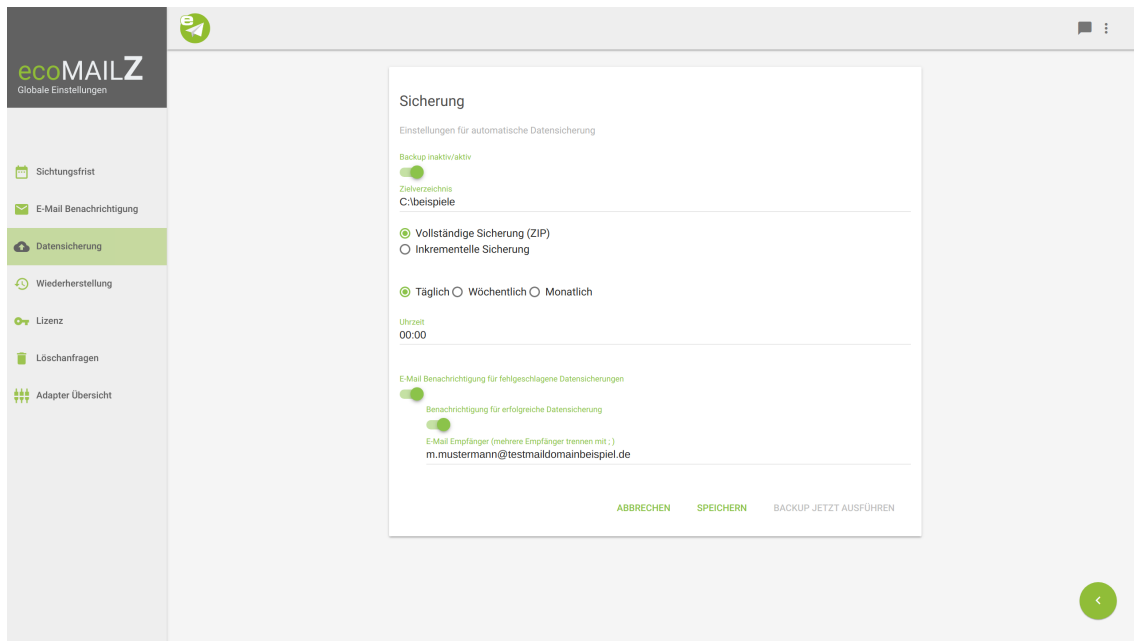 e
ecoMAILZ
Globale Einstellungen
Sichtungsfrist
E-Mail Benachrichtigung
Datensicherung
Wiederherstellung
Lizenz
Löschanfragen
Adapter Übersicht
Sicherung
Einstellungen für automatische Datensicherung
Backup inaktiv/aktiv
Zielverzeichnis
C:\beispiele
Vollständige Sicherung (ZIP)
Inkrementelle Sicherung
Täglich Wöchentlich Monatlich
Uhrzeit
00:00
E-Mail Benachrichtigung für fehlgeschlagene Datensicherungen
Benachrichtigung für erfolgreiche Datensicherung
E-Mail Empfänger (mehrere Empfänger trennen mit ; )
m.mustermann@testmaildomainbeispiel.de
ABBRECHEN SPEICHERN BACKUP JETZT AUSFÜHREN